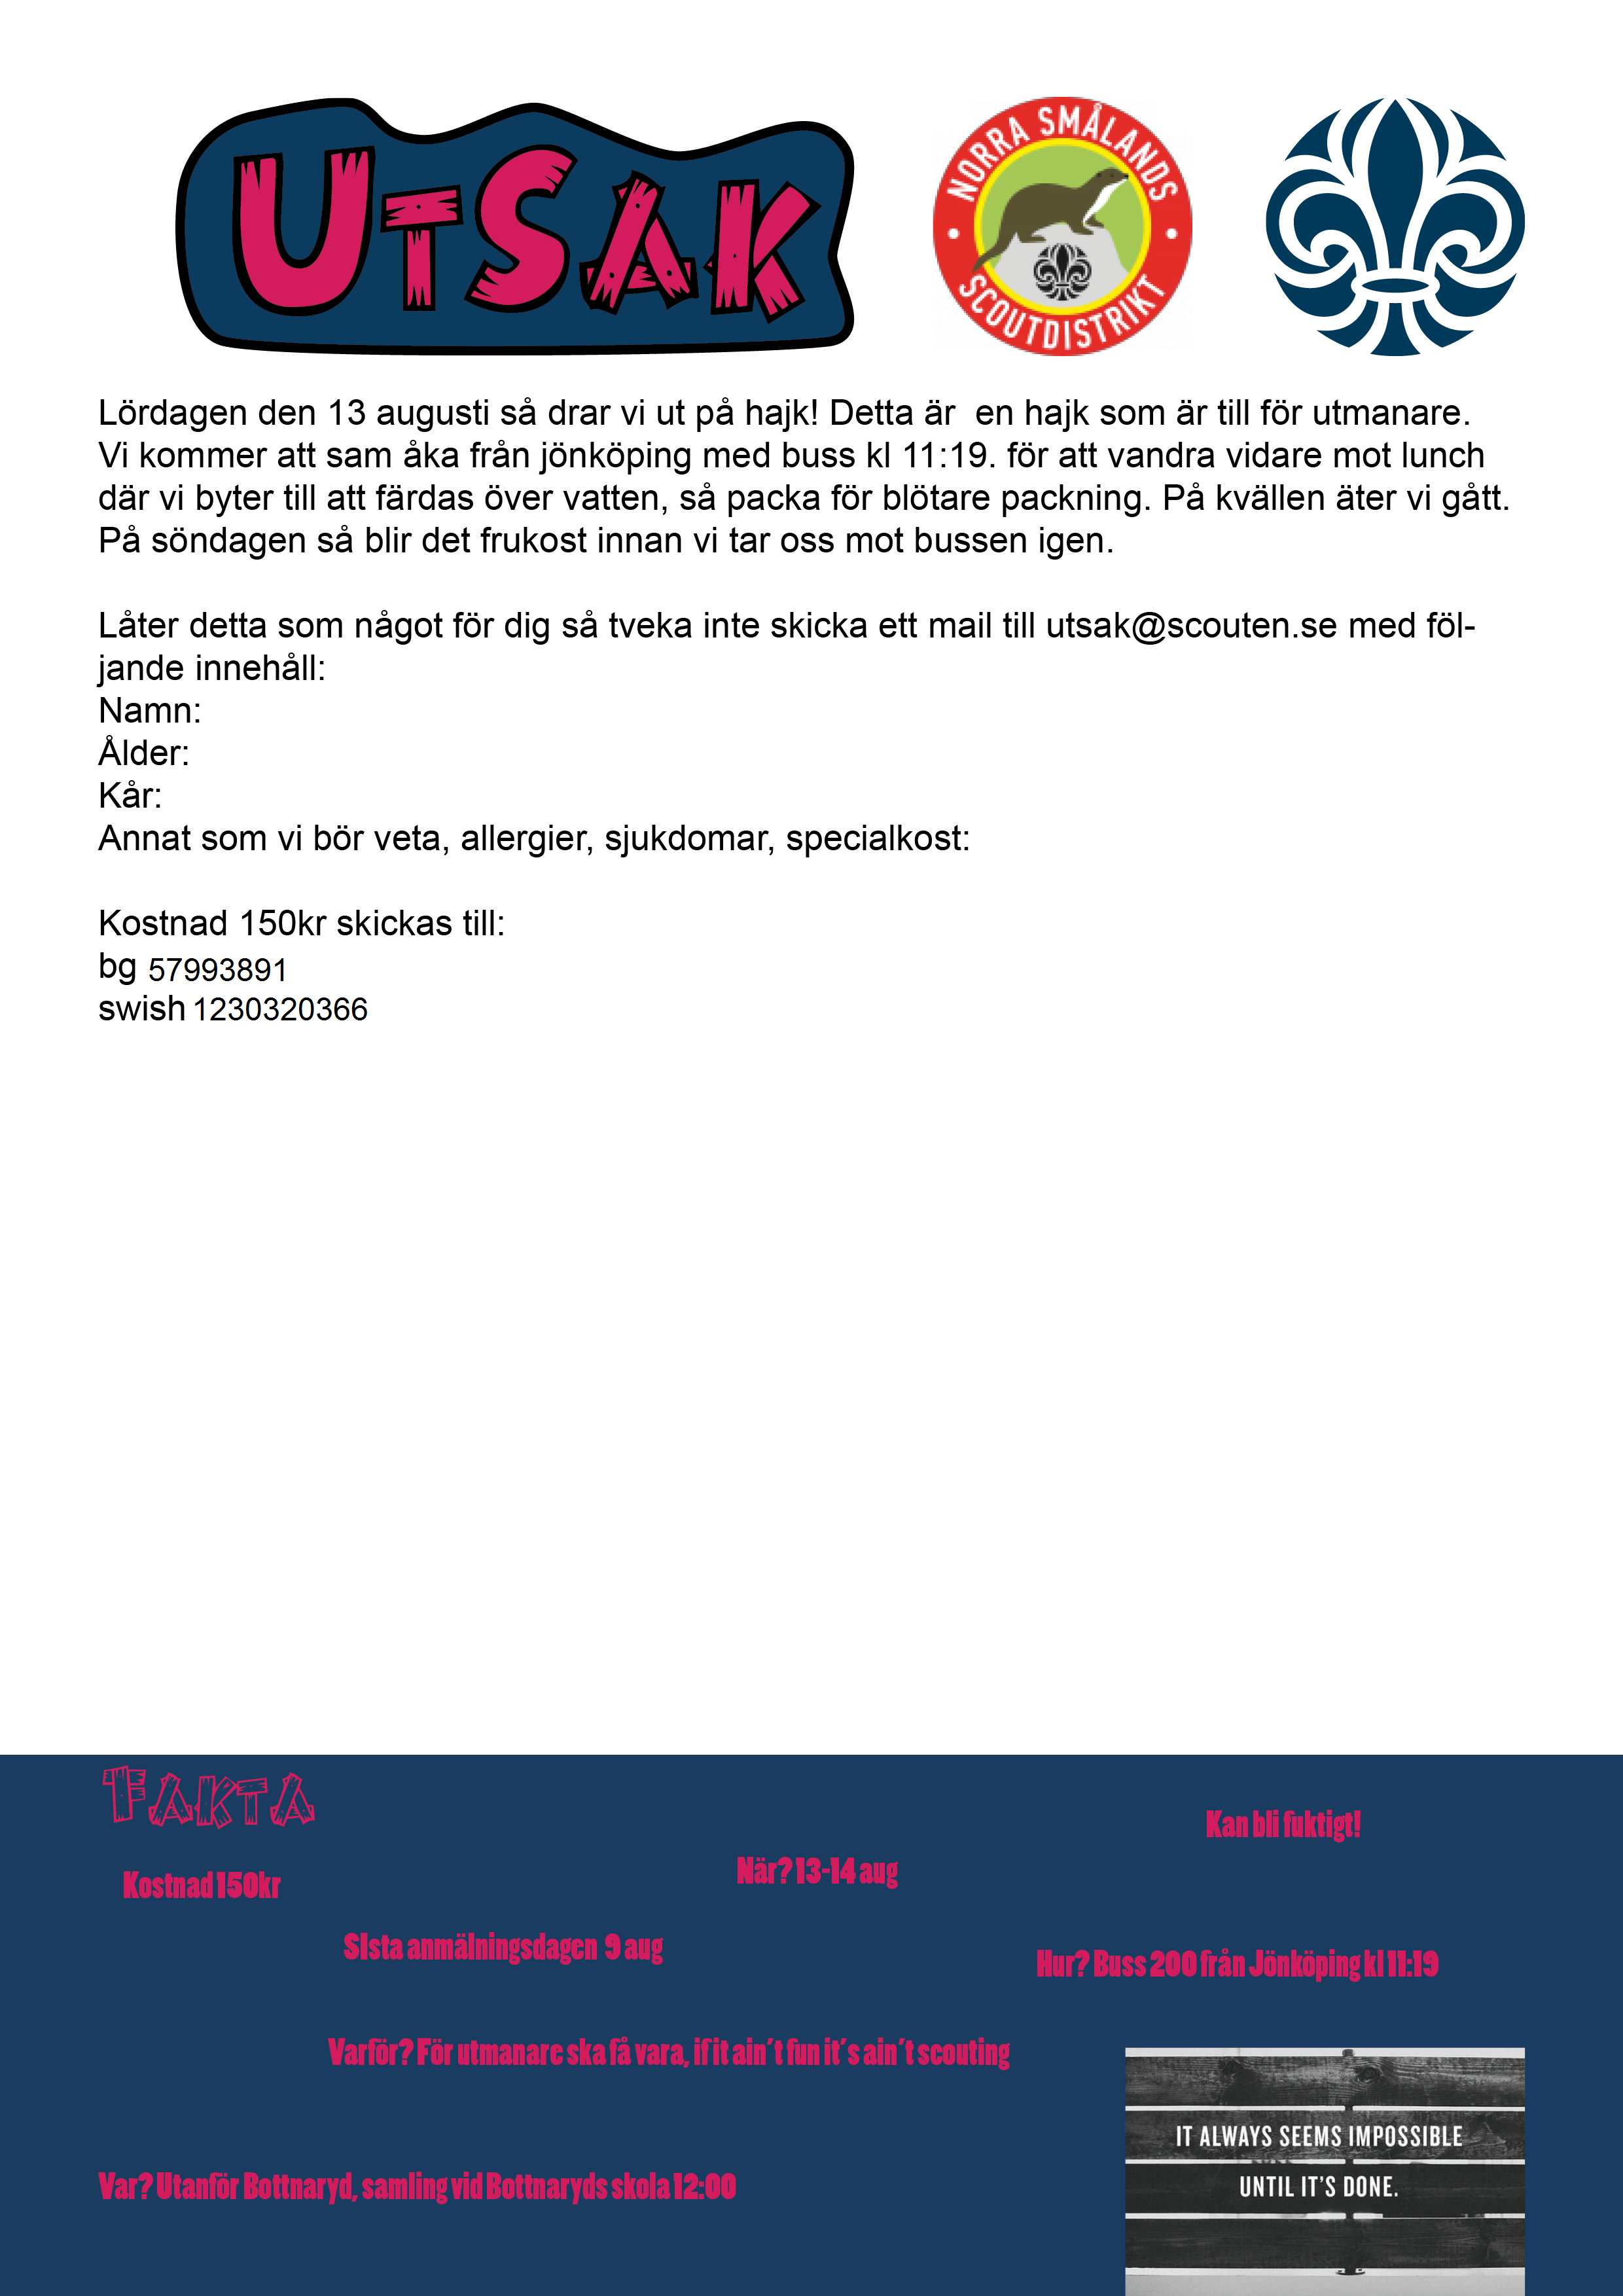 UTSAK
NORRA SMÅLANDS
SCOUTDISTRIKT
Lördagen den 13 augusti så drar vi ut på hajk! Detta är  en hajk som är till för utmanare.
Vi kommer att sam åka från jönköping med buss kl 11:19. för att vandra vidare mot lunch
där vi byter till att färdas över vatten, så packa för blötare packning. På kvällen äter vi gått.
På söndagen så blir det frukost innan vi tar oss mot bussen igen.
Låter detta som något för dig så tveka inte skicka ett mail till utsak@scouten.se med föl-
jande innehåll:
Namn:
Ålder:
Kår:
Annat som vi bör veta, allergier, sjukdomar, specialkost:
Kostnad 150kr skickas till:
bg 57993891
swish 1230320366
FAKTA
Kan bli fuktigt!
När? 13-14 aug
Kostnad 150kr
SIsta anmälningsdagen  9 aug
Hur? Buss 200 från Jönköping kl 11:19
Varför? För utmanare ska få vara, if it ain´t fun it´s ain´t scouting
IT ALWAYS SEEMS IMPOSSIBLE
UNTIL IT'S DONE.
Var? Utanför Bottnaryd, samling vid Bottnaryds skola 12:00